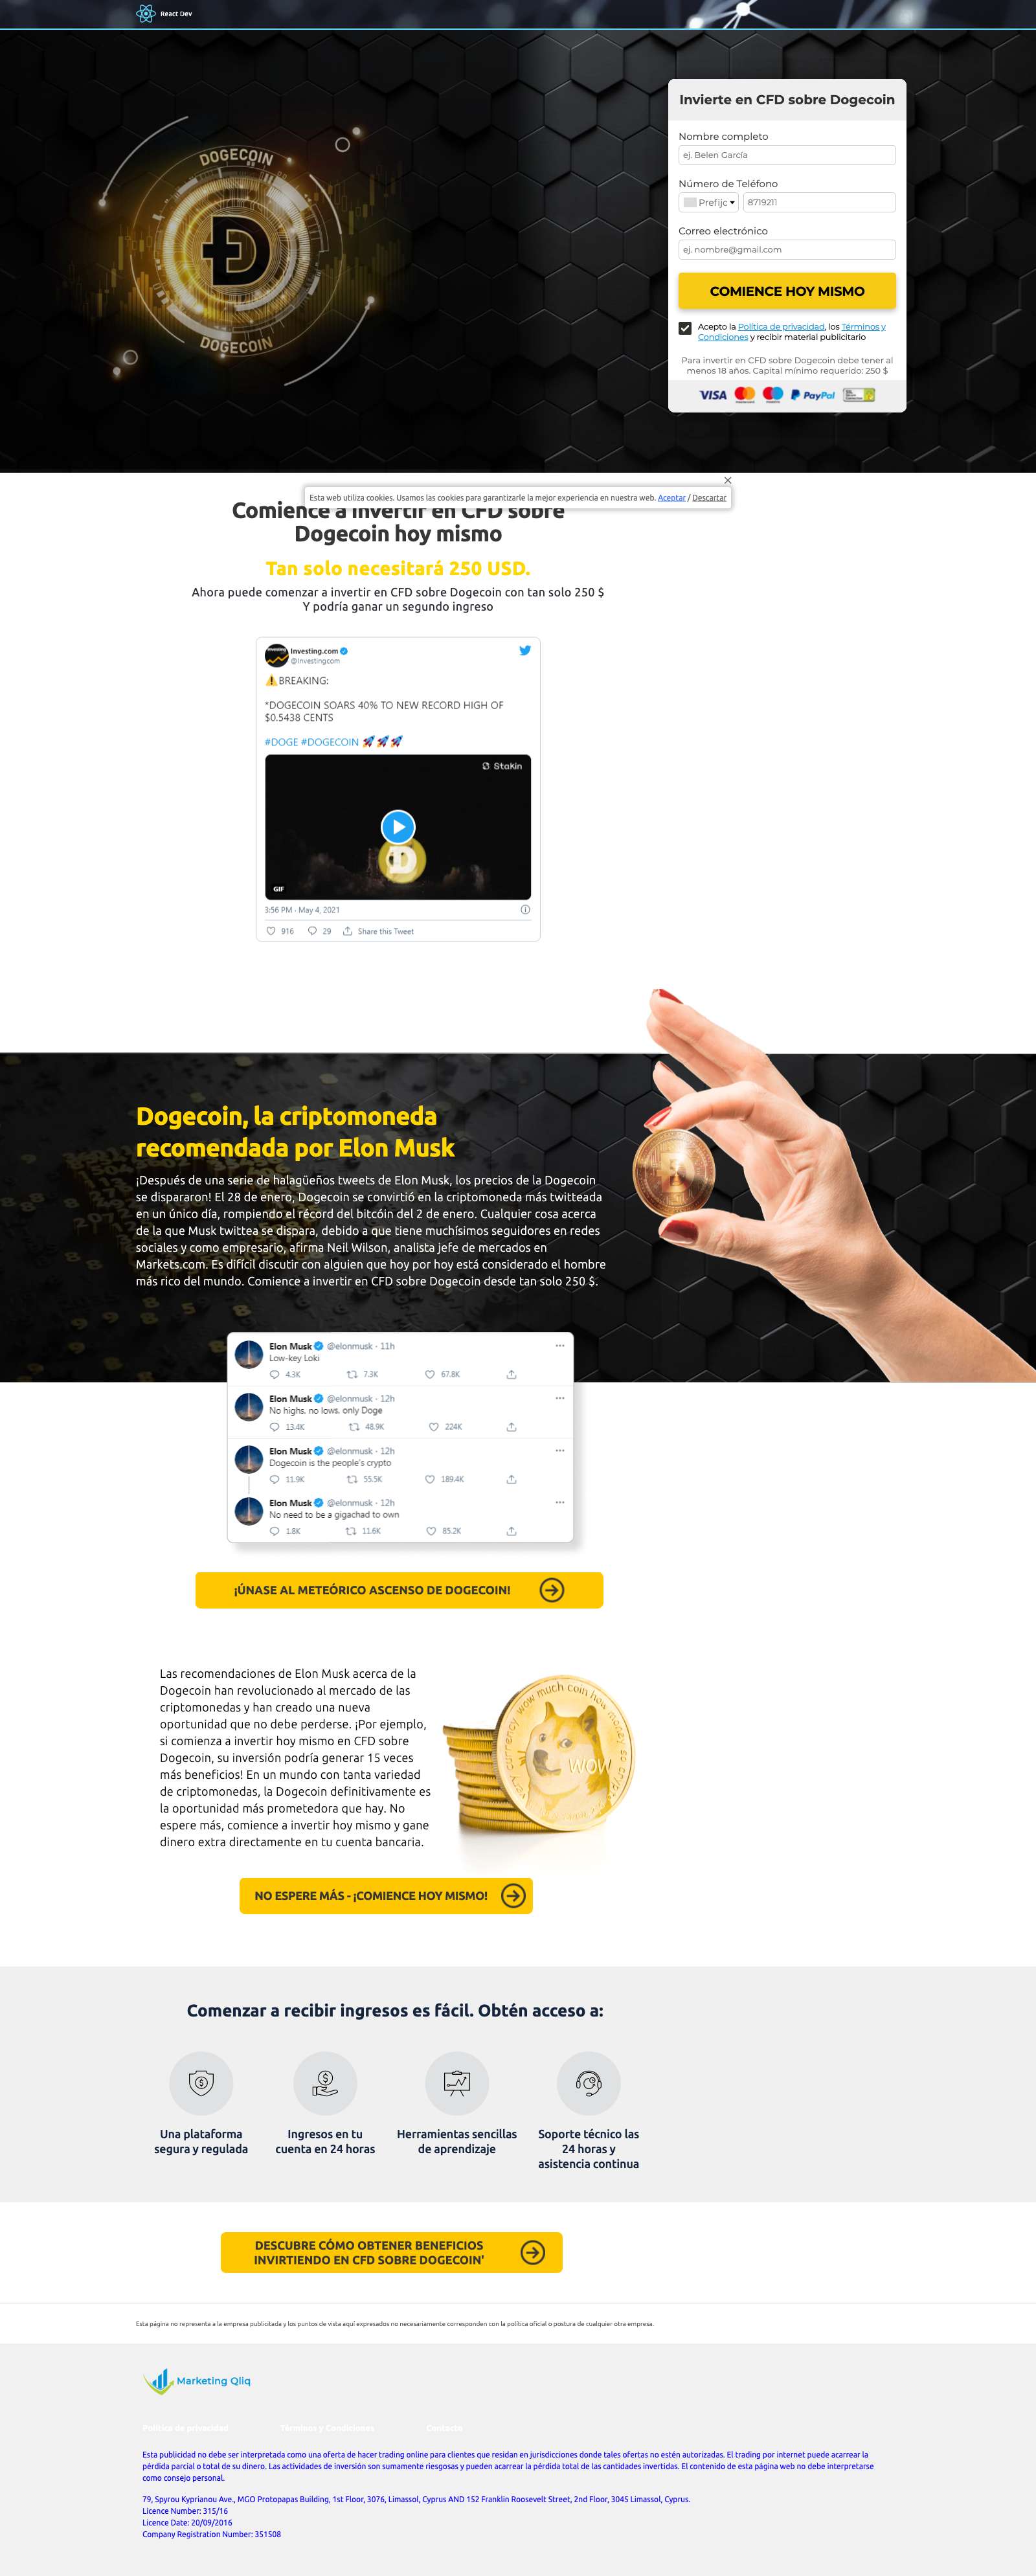 React Dev
DOGECOIN
DOGECOIN
Invierte en CFD sobre Dogecoin
Nombre completo
ej. Belen García
Número de Teléfono
Prefijc
8719211
Correo electrónico
ej. nombre@gmail.com
COMIENCE HOY MISMO
Acepto la Política de privacidad, los Términos y
Condiciones y recibir material publicitario
Para invertir en CFD sobre Dogecoin debe tener al
menos 18 años. Capital mínimo requerido: 250 $
VISA
PayPal
Esta web utiliza cookies. Usamos las cookies para garantizarle la mejor experiencia en nuestra web. Aceptar / Descartar
Comience a invertir en CFD sobre
Dogecoin hoy mismo
Tan solo necesitará 250 USD.
Ahora puede comenzar a invertir en CFD sobre Dogecoin con tan solo 250 $
Y podría ganar un segundo ingreso
Investing.com
@Investingcom
BREAKING:
*DOGECOIN SOARS 40% TO NEW RECORD HIGH OF
$0.5438 CENTS
#DOGE #DOGECOIN
Stakin
GIF
3:56 PM · May 4, 2021
916 29 Share this Tweet
Dogecoin, la criptomoneda
recomendada por Elon Musk
¡Después de una serie de halagüeños tweets de Elon Musk, los precios de la Dogecoin
se dispararon! El 28 de enero, Dogecoin se convirtió en la criptomoneda más twitteada
en un único día, rompiendo el récord del bitcóin del 2 de enero. Cualquier cosa acerca
de la que Musk twittea se dispara, debido a que tiene muchísimos seguidores en redes
sociales y como empresario, afirma Neil Wilson, analista jefe de mercados en
Markets.com. Es difícil discutir con alguien que hoy por hoy está considerado el hombre
más rico del mundo. Comience a invertir en CFD sobre Dogecoin desde tan solo 250 $.
Elon Musk @elonmusk · 11h
Low-key Loki
4.3K 7.3K 67.8K
Elon Musk @elonmusk · 12h
No highs, no lows, only Doge
13.4K 48.9K 224K
Elon Musk @elonmusk · 12h
Dogecoin is the people's crypto
11.9K 55.5K 189.4K
Elon Musk @elonmusk · 12h
No need to be a gigachad to own
1.8K 11.6K 85.2K
¡ÚNASE AL METEÓRICO ASCENSO DE DOGECOIN!
Las recomendaciones de Elon Musk acerca de la
Dogecoin han revolucionado al mercado de las
criptomonedas y han creado una nueva
oportunidad que no debe perderse. ¡Por ejemplo,
si comienza a invertir hoy mismo en CFD sobre
Dogecoin, su inversión podría generar 15 veces
más beneficios! En un mundo con tanta variedad
de criptomonedas, la Dogecoin definitivamente es
la oportunidad más prometedora que hay. No
espere más, comience a invertir hoy mismo y gane
dinero extra directamente en tu cuenta bancaria.
wow much coin how money so
WOW
NO ESPERE MÁS - ¡COMIENCE HOY MISMO!
Comenzar a recibir ingresos es fácil. Obtén acceso a:
Una plataforma
segura y regulada
Ingresos en tu
cuenta en 24 horas
Herramientas sencillas
de aprendizaje
Soporte técnico las
24 horas y
asistencia continua
DESCUBRE CÓMO OBTENER BENEFICIOS
INVIRTIENDO EN CFD SOBRE DOGECOIN'
Esta página no representa a la empresa publicitada y los puntos de vista aquí expresados no necesariamente corresponden con la política oficial o postura de cualquier otra empresa.
Marketing Qliq
Política de privacidad Términos y Condiciones Contacto
Esta publicidad no debe ser interpretada como una oferta de hacer trading online para clientes que residan en jurisdicciones donde tales ofertas no estén autorizadas. El trading por internet puede acarrear la
pérdida parcial o total de su dinero. Las actividades de inversión son sumamente riesgosas y pueden acarrear la pérdida total de las cantidades invertidas. El contenido de esta página web no debe interpretarse
como consejo personal.
79, Spyrou Kyprianou Ave., MGO Protopapas Building, 1st Floor, 3076, Limassol, Cyprus AND 152 Franklin Roosevelt Street, 2nd Floor, 3045 Limassol, Cyprus.
Licence Number: 315/16
Licence Date: 20/09/2016
Company Registration Number: 351508